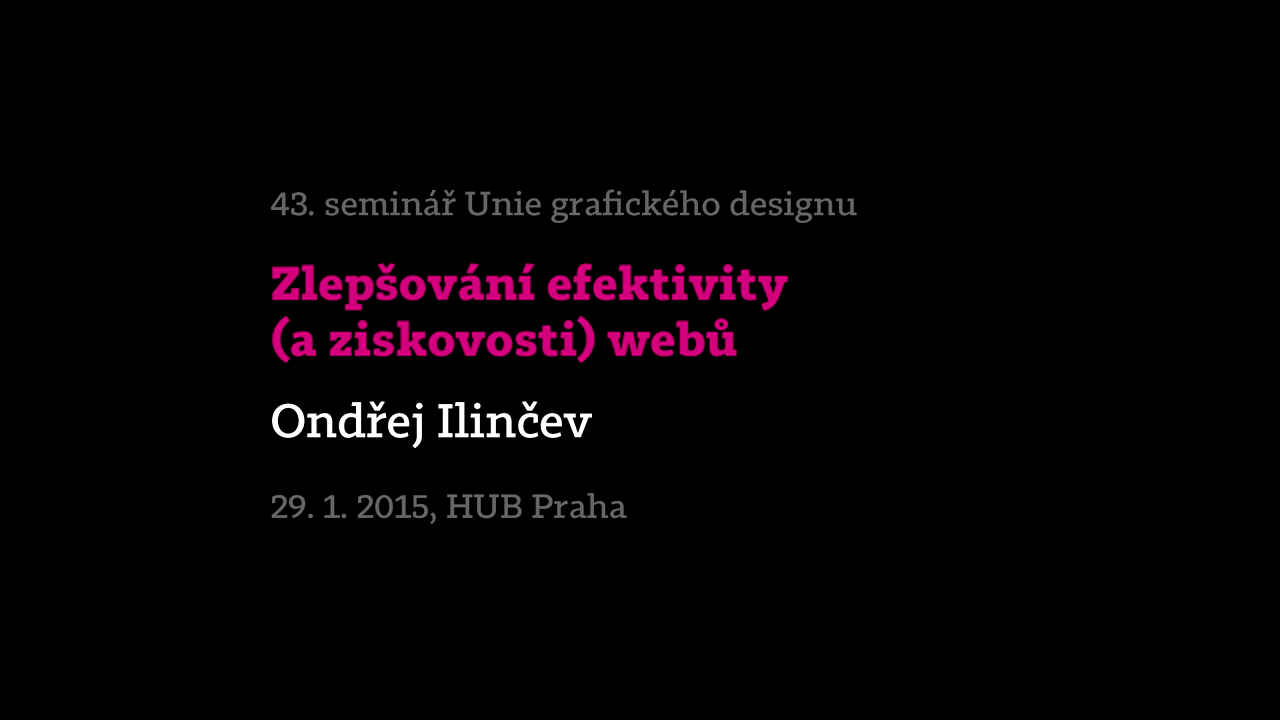 43. seminář Unie grafického designu
Zlepšování efektivity
(a ziskovosti) webů
Ondřej Ilinčev
29. 1. 2015, HUB Praha